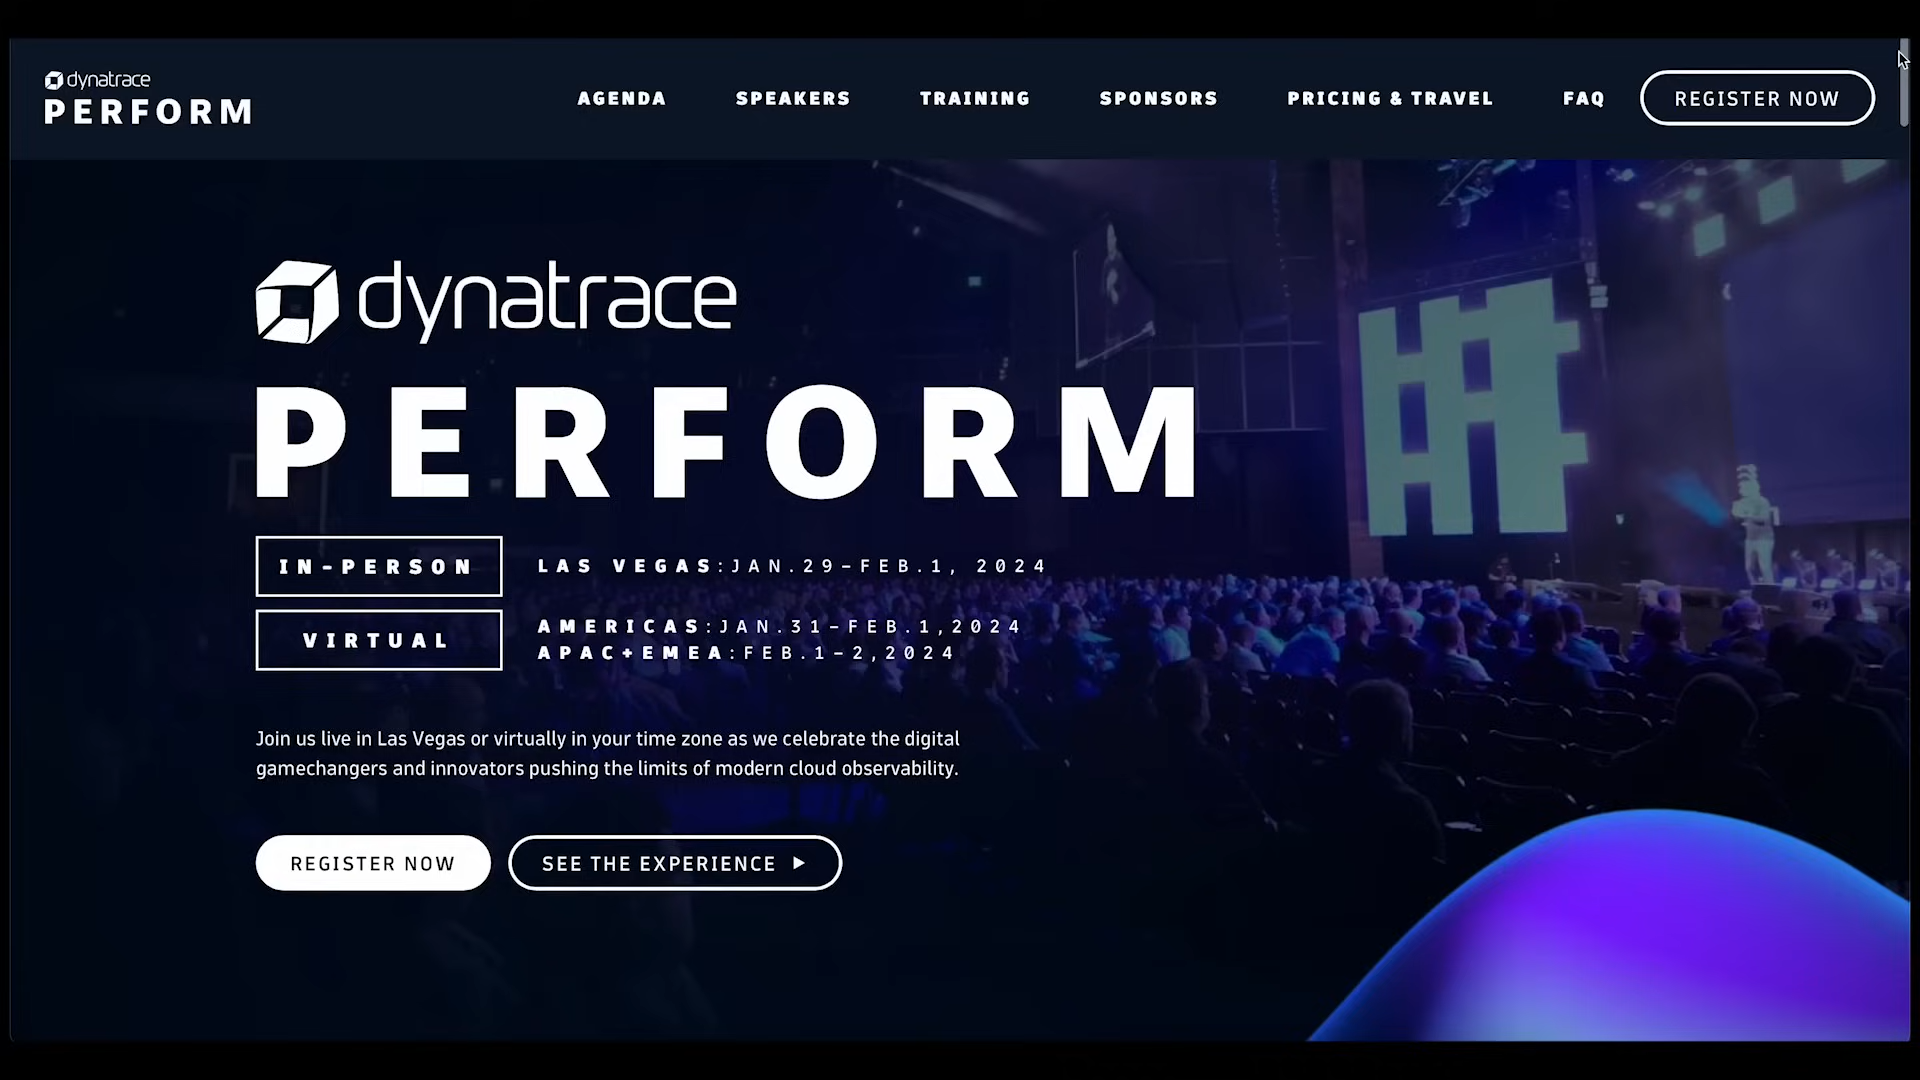 dynatrace
PERFORM
AGENDA SPEAKERS TRAINING SPONSORS PRICING & TRAVEL FAQ REGISTER NOW
dynatrace
PERFORM
IN-PERSON LAS VEGAS:JAN.29-FEB.1, 2024
VIRTUAL AMERICAS:JAN.31-FEB.1,2024
APAC+EMEA:FEB.1-2,2024
Join us live in Las Vegas or virtually in your time zone as we celebrate the digital
gamechangers and innovators pushing the limits of modern cloud observability.
REGISTER NOW SEE THE EXPERIENCE